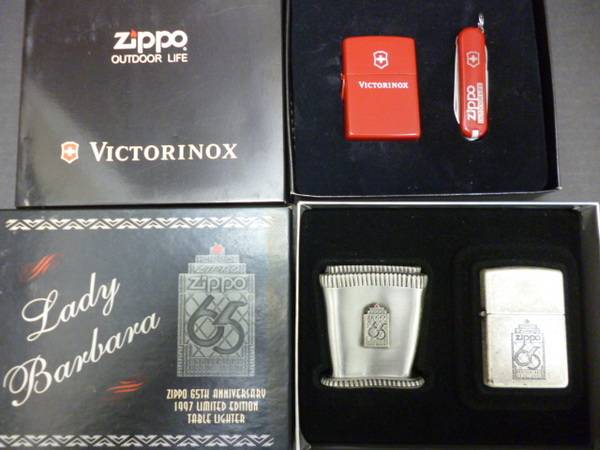 zippo
OUTDOOR LIFE
VICTORINOX
VICTORINOX
zippo
Lady
Barbara
zippo
65
ZIPPO 65TH ANNIVERSARY
1997 LIMITED EDITION
TABLE LIGHTER
zippo
65
zippo
65